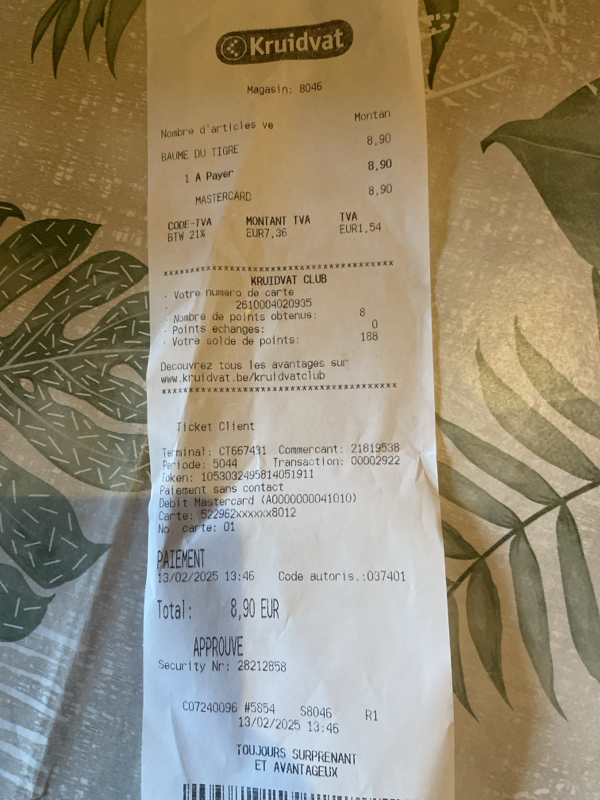 Kruidvat
Magasin: 8046
Montan
Nombre d'articles ve
BAUME DU TIGRE 8,90
1 A Payer 8,90
MASTERCARD 8,90
CODE-TVA MONTANT TVA TVA
BTW 21% EUR7,36 EUR1,54
****************************************
KRUIDVAT CLUB
· Votre numero de carte
2610004020935
· Nombre de points obtenus: 8
· Points echanges: 0
· Votre solde de points: 188
Decouvrez tous les avantages sur
www.kruidvat.be/kruidvatclub
****************************************
Ticket Client
Terminal: CT667431 Commercant: 21819538
Periode: 5044 Transaction: 00002922
Token: 1053032495814051911
Paiement sans contact
Debit Mastercard (A0000000041010)
Carte: 522962xxxxxx8012
No. carte: 01
PAIEMENT
13/02/2025 13:46 Code autoris.:037401
Total: 8,90 EUR
APPROUVE
Security Nr: 28212858
C07240096 #5854 S8046 R1
13/02/2025 13:46
TOUJOURS SURPRENANT
ET AVANTAGEUX